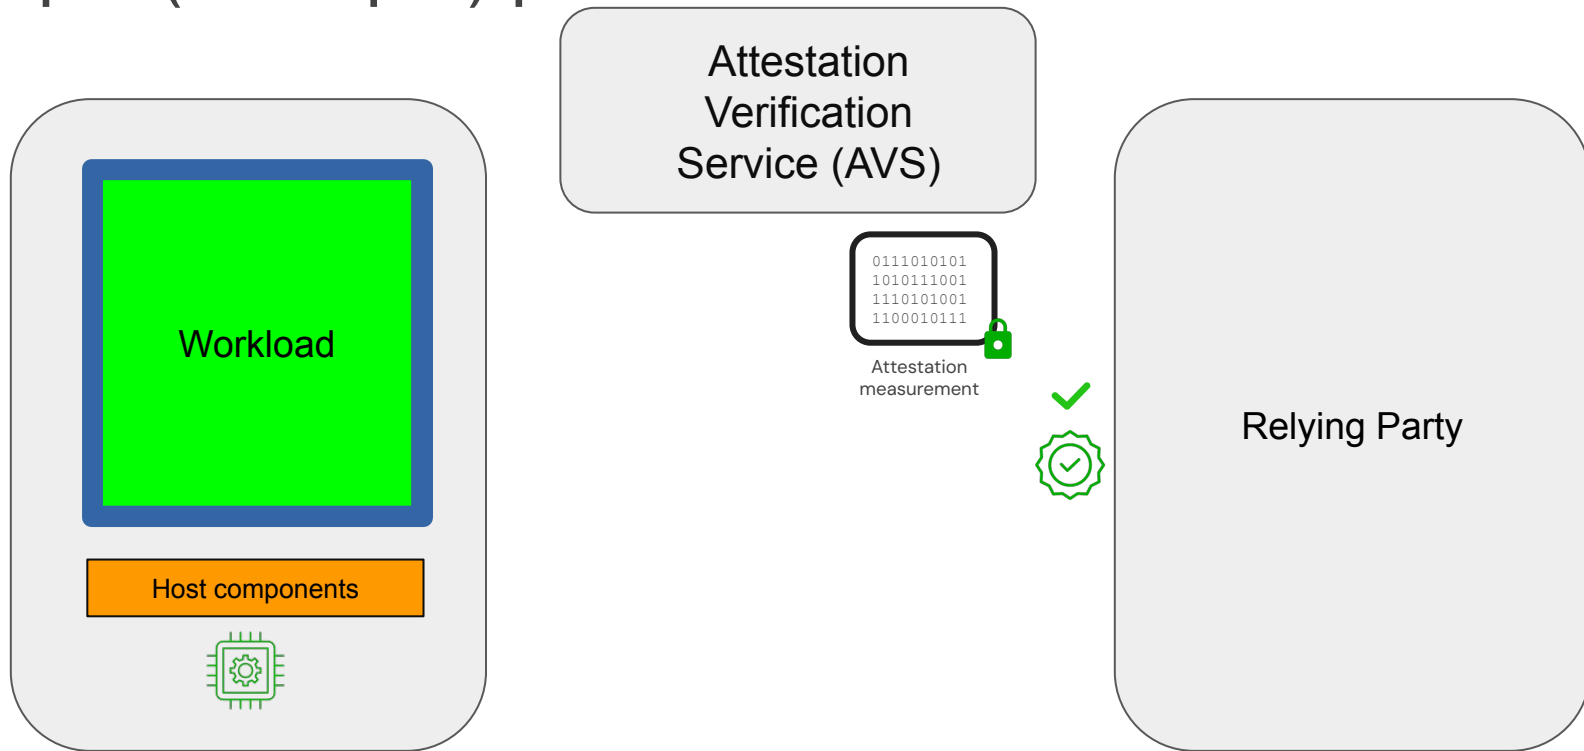 Attestation
Verification
Service (AVS)
0111010101
1010111001
1110101001
1100010111
Attestation
measurement
Workload
Relying Party
Host components